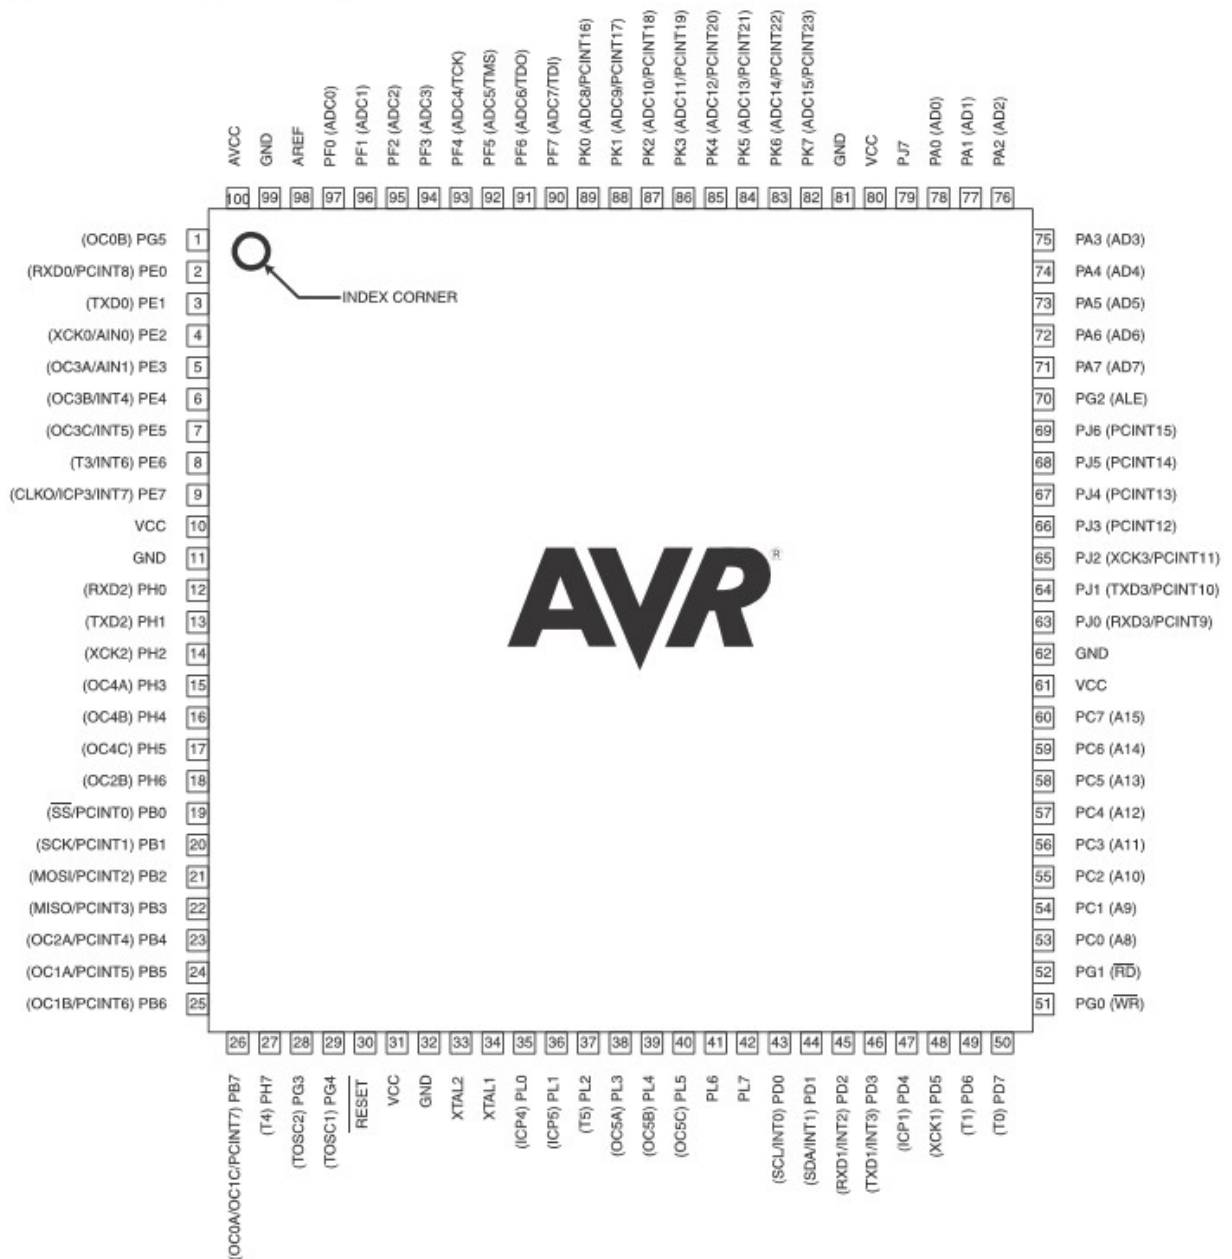 AVCC
GND
AREF
PF0 (ADC0)
PF1 (ADC1)
PF2 (ADC2)
PF3 (ADC3)
PF4 (ADC4/TCK)
PF5 (ADC5/TMS)
PF6 (ADC6/TDO)
PF7 (ADC7/TDI)
PK0 (ADC8/PCINT16)
PK1 (ADC9/PCINT17)
PK2 (ADC10/PCINT18)
PK3 (ADC11/PCINT19)
PK4 (ADC12/PCINT20)
PK5 (ADC13/PCINT21)
PK6 (ADC14/PCINT22)
PK7 (ADC15/PCINT23)
GND
VCC
PJ7
PA0 (AD0)
PA1 (AD1)
PA2 (AD2)
100 99 98 97 96 95 94 93 92 91 90 89 88 87 86 85 84 83 82 81 80 79 78 77 76
(OC0B) PG5 1
(RXD0/PCINT8) PE0 2
(TXD0) PE1 3
(XCK0/AIN0) PE2 4
(OC3A/AIN1) PE3 5
(OC3B/INT4) PE4 6
(OC3C/INT5) PE5 7
(T3/INT6) PE6 8
(CLKO/ICP3/INT7) PE7 9
VCC 10
GND 11
(RXD2) PH0 12
(TXD2) PH1 13
(XCK2) PH2 14
(OC4A) PH3 15
(OC4B) PH4 16
(OC4C) PH5 17
(OC2B) PH6 18
(SS/PCINT0) PB0 19
(SCK/PCINT1) PB1 20
(MOSI/PCINT2) PB2 21
(MISO/PCINT3) PB3 22
(OC2A/PCINT4) PB4 23
(OC1A/PCINT5) PB5 24
(OC1B/PCINT6) PB6 25
INDEX CORNER
AVR®
75 PA3 (AD3)
74 PA4 (AD4)
73 PA5 (AD5)
72 PA6 (AD6)
71 PA7 (AD7)
70 PG2 (ALE)
69 PJ6 (PCINT15)
68 PJ5 (PCINT14)
67 PJ4 (PCINT13)
66 PJ3 (PCINT12)
65 PJ2 (XCK3/PCINT11)
64 PJ1 (TXD3/PCINT10)
63 PJ0 (RXD3/PCINT9)
62 GND
61 VCC
60 PC7 (A15)
59 PC6 (A14)
58 PC5 (A13)
57 PC4 (A12)
56 PC3 (A11)
55 PC2 (A10)
54 PC1 (A9)
53 PC0 (A8)
52 PG1 (RD)
51 PG0 (WR)
26 27 28 29 30 31 32 33 34 35 36 37 38 39 40 41 42 43 44 45 46 47 48 49 50
(OC0A/OC1C/PCINT7) PB7
(T4) PH7
(TOSC2) PG3
(TOSC1) PG4
RESET
VCC
GND
XTAL2
XTAL1
(ICP4) PL0
(ICP5) PL1
(T5) PL2
(OC5A) PL3
(OC5B) PL4
(OC5C) PL5
PL6
PL7
(SCL/INT0) PD0
(SDA/INT1) PD1
(RXD1/INT2) PD2
(TXD1/INT3) PD3
(ICP1) PD4
(XCK1) PD5
(T1) PD6
(T0) PD7